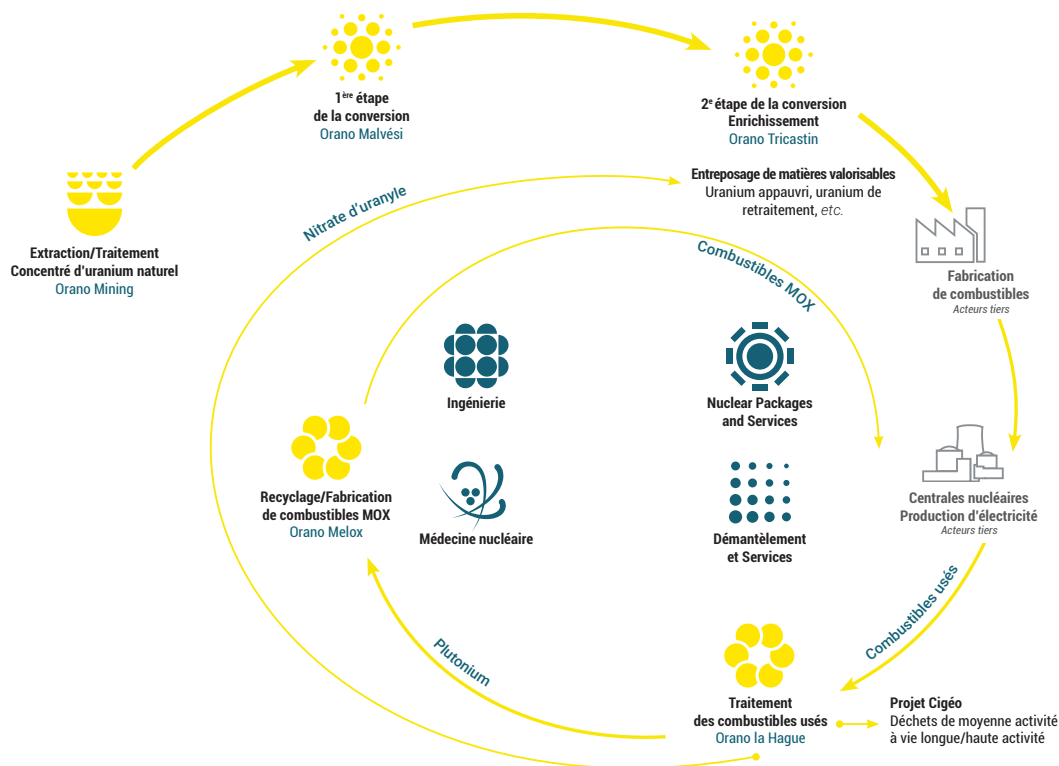 1ère étape
de la conversion
Orano Malvési
2e étape de la conversion
Enrichissement
Orano Tricastin
Entreposage de matières valorisables
Uranium appauvri, uranium de
retraitement, etc.
Nitrate d'uranyle
Extraction/Traitement
Concentré d'uranium naturel
Orano Mining
Combustibles MOX
Fabrication
de combustibles
Acteurs tiers
Ingénierie
Nuclear Packages
and Services
Recyclage/Fabrication
de combustibles MOX
Orano Melox
Médecine nucléaire
Démantèlement
et Services
Centrales nucléaires
Production d'électricité
Acteurs tiers
Combustibles usés
Plutonium
Traitement
des combustibles usés
Orano la Hague
Projet Cigéo
Déchets de moyenne activité
à vie longue/haute activité